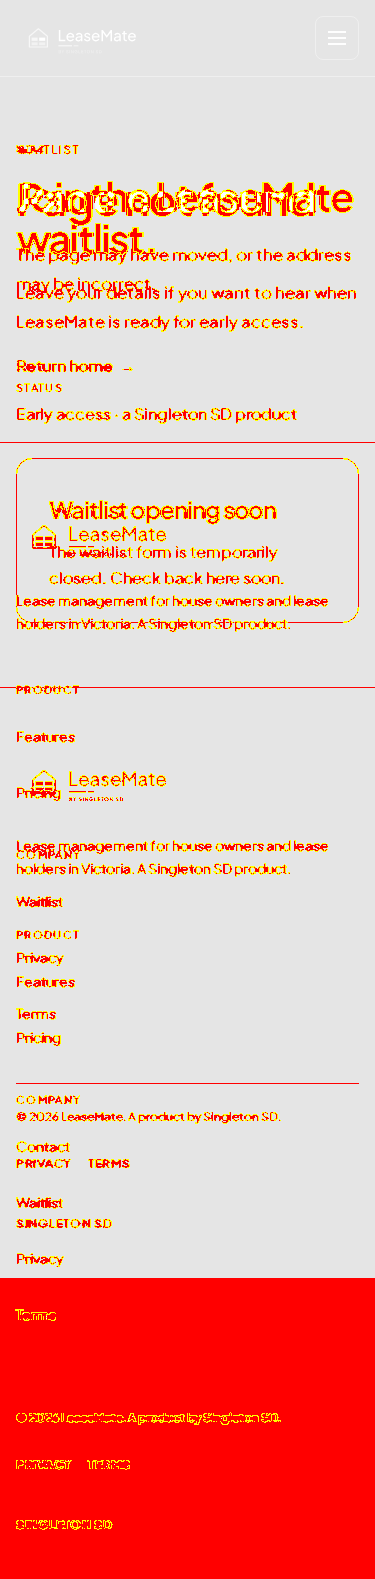 LeaseMate
WAITLIST
Join the LeaseMate
waitlist.
The page may have moved, or the address
may be incorrect.
Leave your details if you want to hear when
LeaseMate is ready for early access.
Return home →
STATUS
Early access · a Singleton SD product
Waitlist opening soon
LeaseMate
The waitlist form is temporarily
closed. Check back here soon.
Lease management for house owners and lease
holders in Victoria. A Singleton SD product.
PRODUCT
Features
LeaseMate
BY SINGLETON SD
Pricing
Lease management for house owners and lease
COMPANY
holders in Victoria. A Singleton SD product.
Waitlist
PRODUCT
Privacy
Features
Terms
Pricing
COMPANY
© 2026 LeaseMate. A product by Singleton SD.
Contact
PRIVACY TERMS
Waitlist
SINGLETON SD
Privacy
Terms
© 2026 LeaseMate. A product by Singleton SD.
PRIVACY TERMS
SINGLETON SD